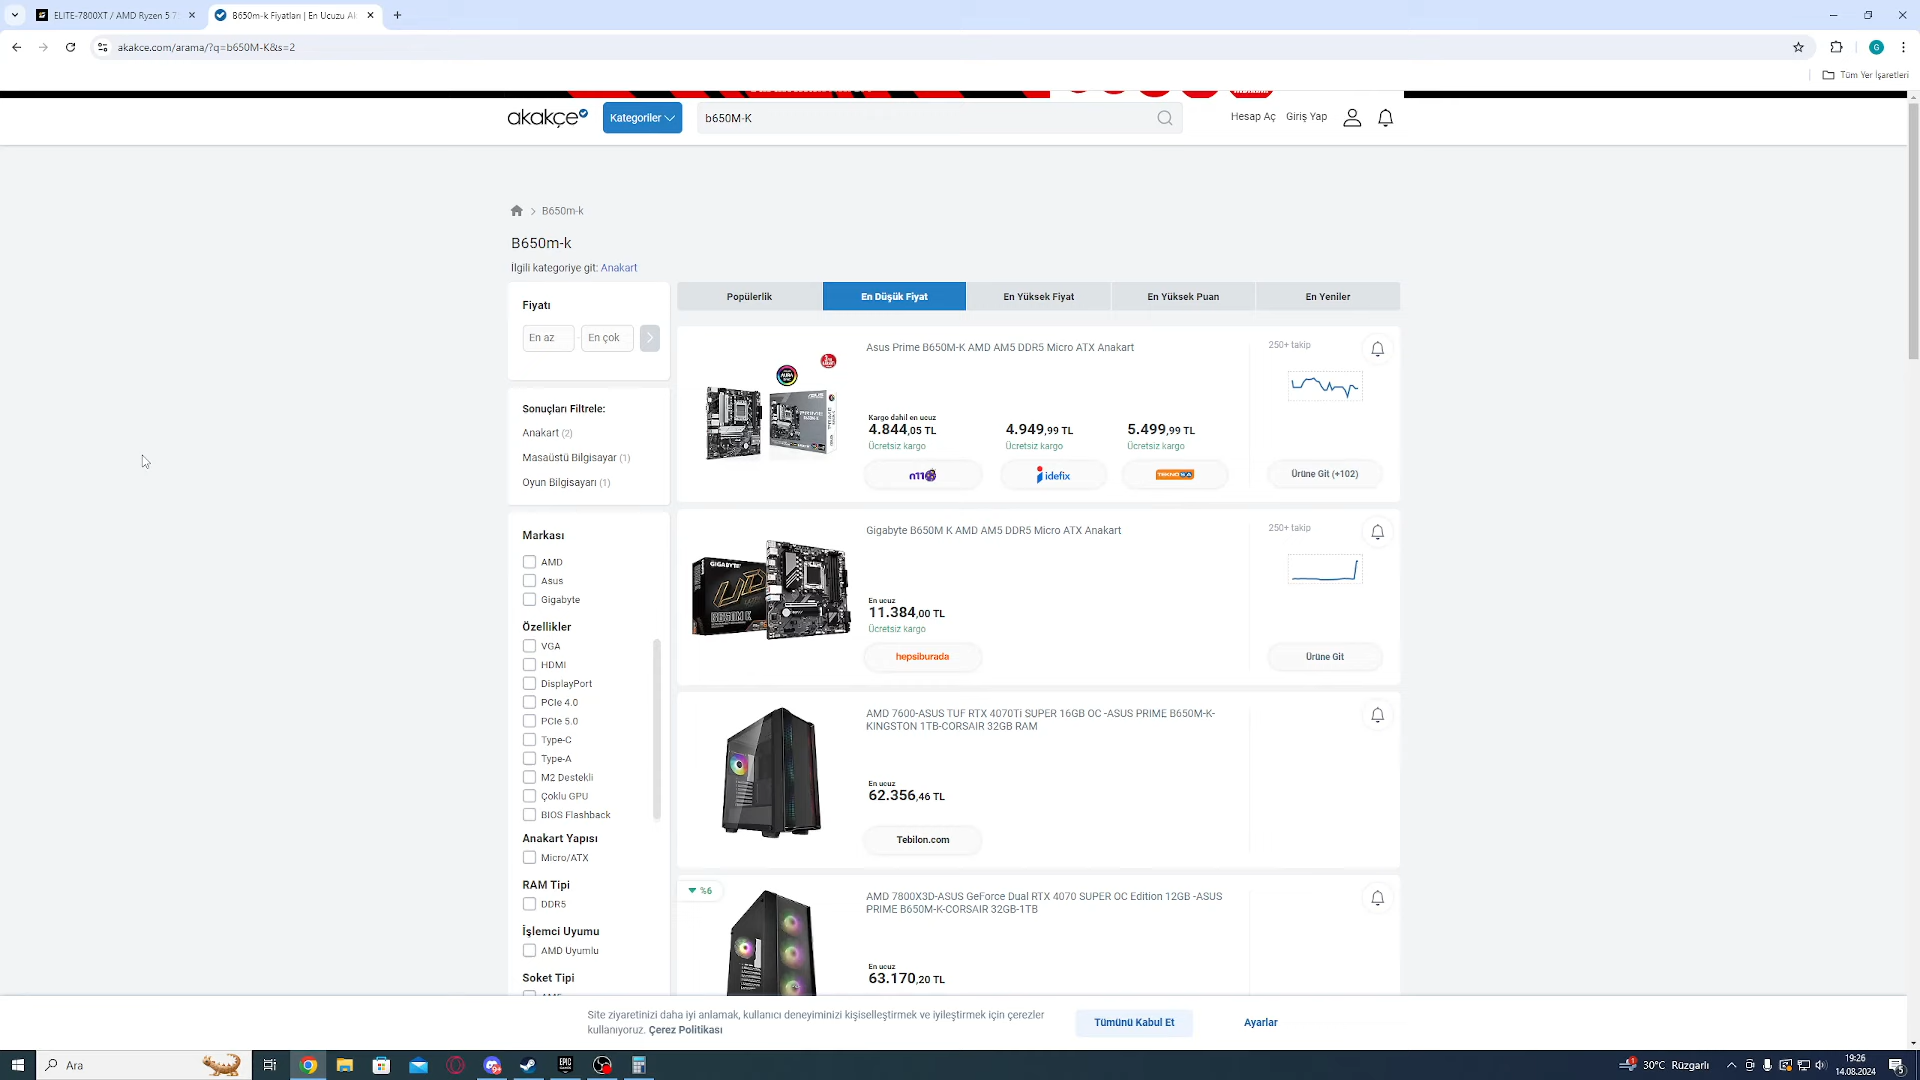 ELITE-7800XT / AMD Ryzen 5 7
B650m-k Fiyatları | En Ucuzu Ak
akakce.com/arama/?q=b650M-K&s=2
G
Tüm Yer İşaretleri
akakçe
Kategoriler
b650M-K
Hesap Aç
Giriş Yap
B650m-k
B650m-k
İlgili kategoriye git: Anakart
Fiyatı
En az
En çok
Sonuçları Filtrele:
Anakart (2)
Masaüstü Bilgisayar (1)
Oyun Bilgisayarı (1)
Markası
AMD
Asus
Gigabyte
Özellikler
VGA
HDMI
DisplayPort
PCIe 4.0
PCIe 5.0
Type-C
Type-A
M2 Destekli
Çoklu GPU
BIOS Flashback
Anakart Yapısı
Micro/ATX
RAM Tipi
DDR5
İşlemci Uyumu
AMD Uyumlu
Soket Tipi
Popülerlik
En Düşük Fiyat
En Yüksek Fiyat
En Yüksek Puan
En Yeniler
Asus Prime B650M-K AMD AM5 DDR5 Micro ATX Anakart
Kargo dahil en ucuz
4.844,05 TL
Ücretsiz kargo
n11
4.949,99 TL
Ücretsiz kargo
idefix
5.499,99 TL
Ücretsiz kargo
TEKNOSA
250+ takip
Ürüne Git (+102)
Gigabyte B650M K AMD AM5 DDR5 Micro ATX Anakart
GIGABYTE
UD
B650M K
En ucuz
11.384,00 TL
Ücretsiz kargo
hepsiburada
250+ takip
Ürüne Git
AMD 7600-ASUS TUF RTX 4070Ti SUPER 16GB OC -ASUS PRIME B650M-K-
KINGSTON 1TB-CORSAIR 32GB RAM
En ucuz
62.356,46 TL
Tebilon.com
%6
AMD 7800X3D-ASUS GeForce Dual RTX 4070 SUPER OC Edition 12GB -ASUS
PRIME B650M-K-CORSAIR 32GB-1TB
En ucuz
63.170,20 TL
Site ziyaretinizi daha iyi anlamak, kullanıcı deneyiminizi kişiselleştirmek ve iyileştirmek için çerezler
kullanıyoruz. Çerez Politikası
Tümünü Kabul Et
Ayarlar
Ara
EPIC
GAMES
30°C Rüzgarlı
19:26
14.08.2024
5